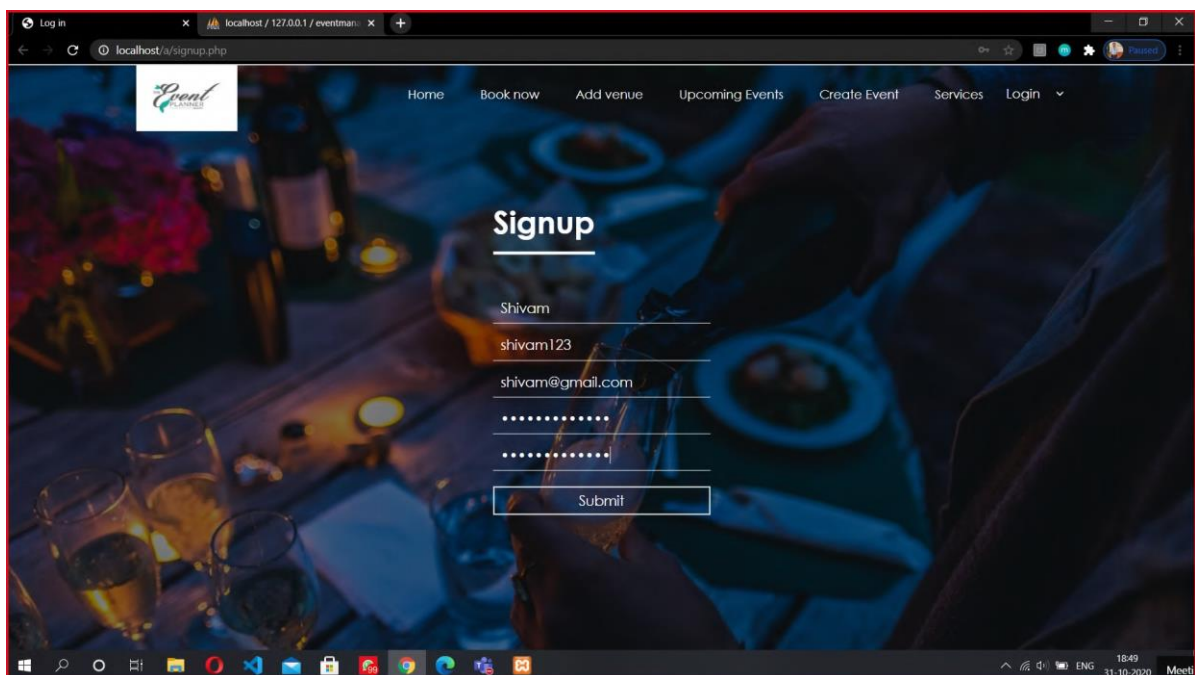 Log in
localhost / 127.0.0.1 / eventmana
localhost/a/signup.php
Paused
Event
PLANNER
Home Book now Add venue Upcoming Events Create Event Services Login
Signup
Shivam
shivam123
shivam@gmail.com
•••••••••••••
•••••••••••••
Submit
99
ENG
18:49
31-10-2020
Meeti